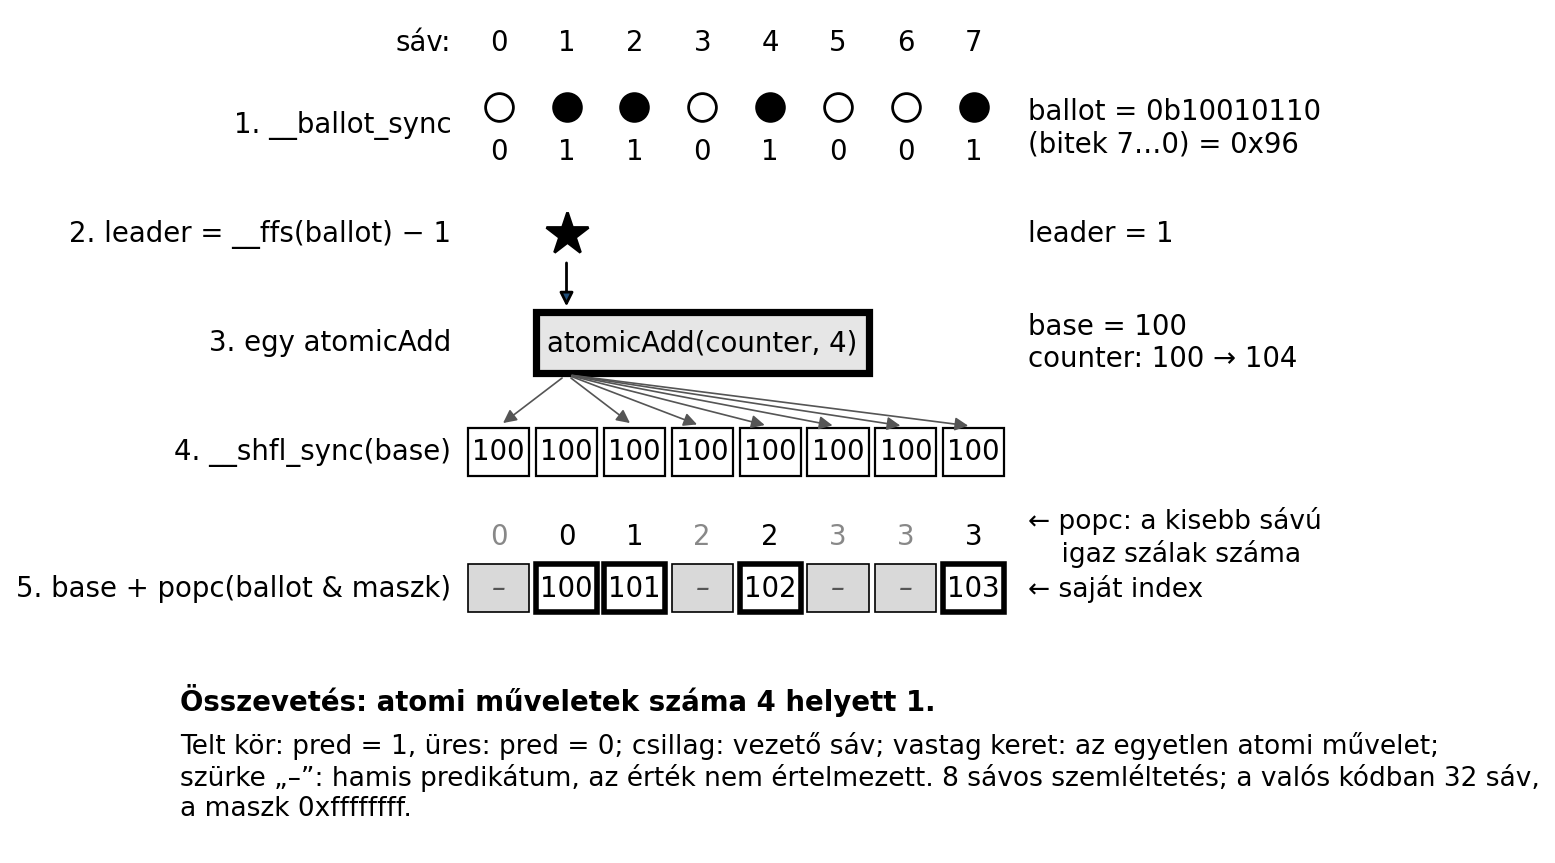 sáv: 0 1 2 3 4 5 6 7
1. __ballot_sync
0 1 1 0 1 0 0 1
ballot = 0b10010110
(bitek 7…0) = 0x96
2. leader = __ffs(ballot) − 1
leader = 1
3. egy atomicAdd
atomicAdd(counter, 4)
base = 100
counter: 100 → 104
4. __shfl_sync(base)
100 100 100 100 100 100 100 100
0 0 1 2 2 3 3 3
← popc: a kisebb sávú
igaz szálak száma
5. base + popc(ballot & maszk)
– 100 101 – 102 – – 103
← saját index
Összevetés: atomi műveletek száma 4 helyett 1.
Telt kör: pred = 1, üres: pred = 0; csillag: vezető sáv; vastag keret: az egyetlen atomi művelet;
szürke „–”: hamis predikátum, az érték nem értelmezett. 8 sávos szemléltetés; a valós kódban 32 sáv,
a maszk 0xffffffff.